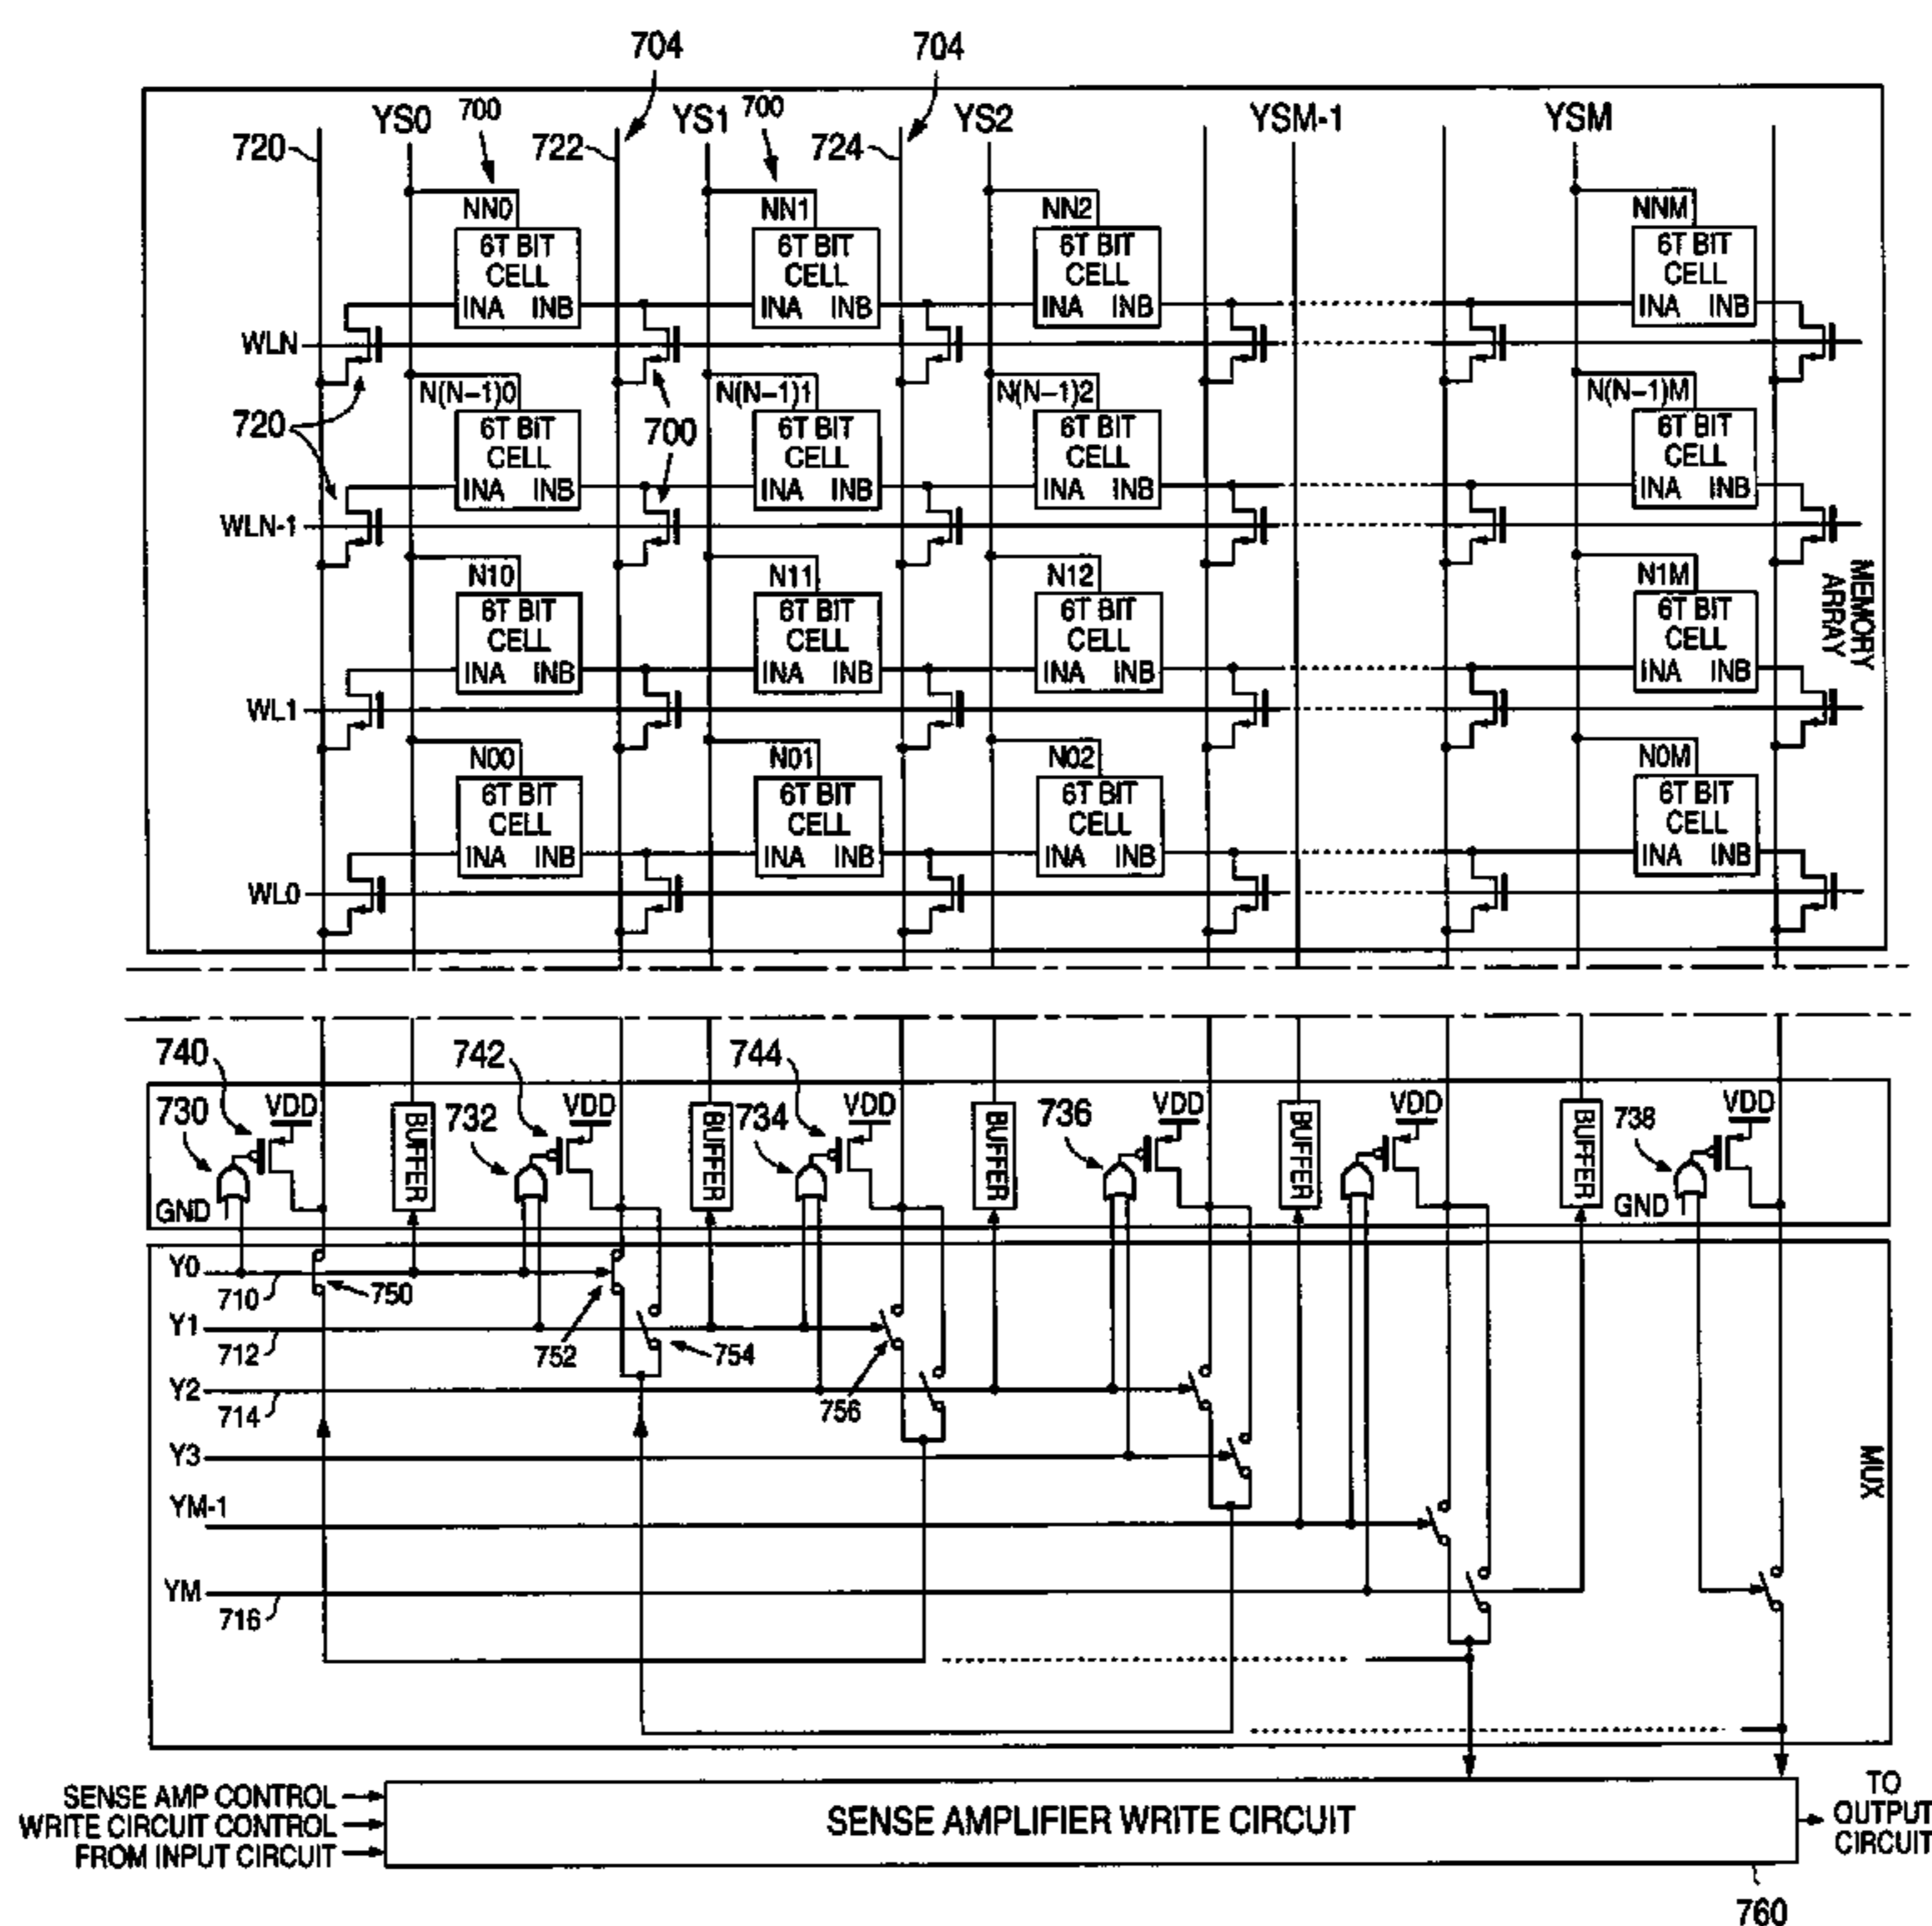 704 704
YS0 700 YS1 700 YS2 YSM-1 YSM
720 722 724
NN0 NN1 NN2 NNM
6T BIT 6T BIT 6T BIT 6T BIT
CELL CELL CELL CELL
INA INB INA INB INA INB INA INB
WLN
N(N-1)0 N(N-1)1 N(N-1)2 N(N-1)M
720 700
6T BIT 6T BIT 6T BIT 6T BIT
CELL CELL CELL CELL
INA INB INA INB INA INB INA INB
WLN-1
N10 N11 N12 N1M
MEMORY
ARRAY
6T BIT 6T BIT 6T BIT 6T BIT
CELL CELL CELL CELL
INA INB INA INB INA INB INA INB
WL1
N00 N01 N02 N0M
6T BIT 6T BIT 6T BIT 6T BIT
CELL CELL CELL CELL
INA INB INA INB INA INB INA INB
WL0
740 742 744
730 VDD 732 VDD 734 VDD 736 VDD VDD 738 VDD
BUFFER BUFFER BUFFER BUFFER BUFFER
GND GND
Y0
710 750
Y1
712 752 754
Y2
714 756
Y3
MUX
YM-1
YM
716
SENSE AMP CONTROL
WRITE CIRCUIT CONTROL
FROM INPUT CIRCUIT
SENSE AMPLIFIER WRITE CIRCUIT
TO
OUTPUT
CIRCUIT
760